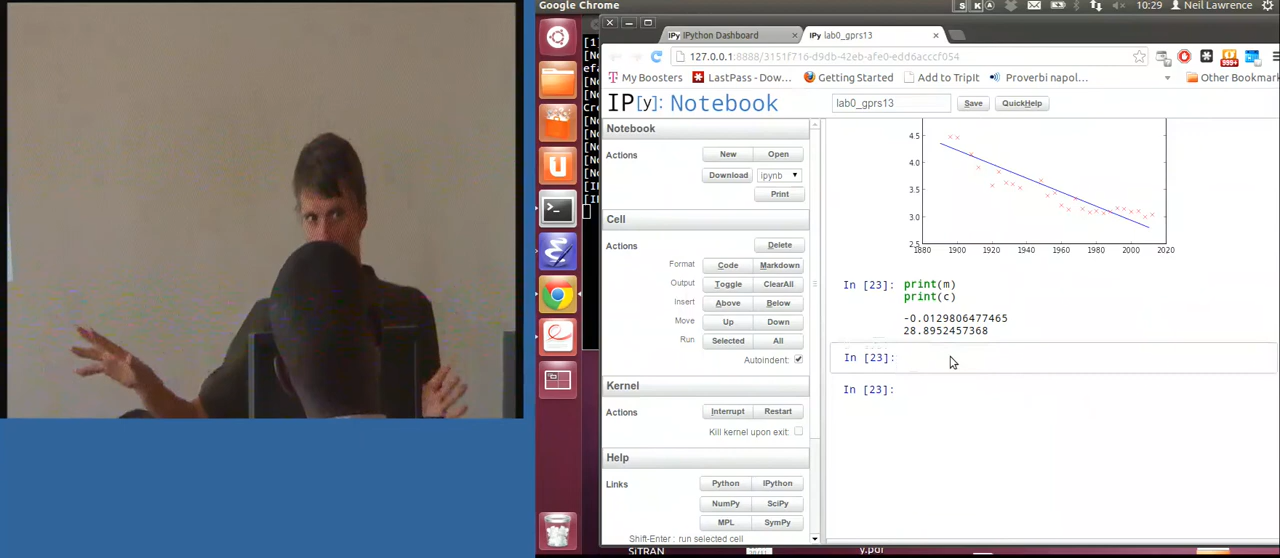 Google Chrome
10:29 Neil Lawrence
IPython Dashboard
IPy lab0_gprs13
127.0.0.1:8888/3151f716-d9db-42eb-afe0-edd6acccf054
My Boosters
LastPass - Dow...
Getting Started
Add to TripIt
Proverbi napol...
Other Bookmark
999+
IP[y]: Notebook
lab0_gprs13
Save
QuickHelp
Notebook
Actions
New
Open
Download
ipynb
Print
Cell
Actions
Delete
Format
Code
Markdown
Output
Toggle
ClearAll
Insert
Above
Below
Move
Up
Down
Run
Selected
All
Autoindent:
Kernel
Actions
Interrupt
Restart
Kill kernel upon exit:
Help
Links
Python
IPython
NumPy
SciPy
MPL
SymPy
Shift-Enter : run selected cell
4.5
4.0
3.5
3.0
2.5
1880 1900 1920 1940 1960 1980 2000 2020
In [23]: print(m)
print(c)
-0.0129806477465
28.8952457368
In [23]:
In [23]:
SITRAN
y.pdf